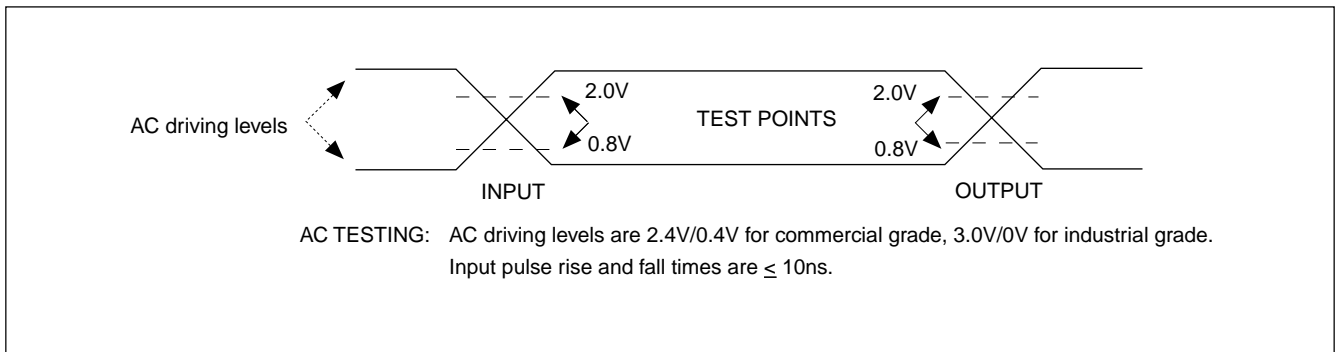 2.0V
2.0V
AC driving levels
TEST POINTS
0.8V
0.8V
INPUT
OUTPUT
AC TESTING: AC driving levels are 2.4V/0.4V for commercial grade, 3.0V/0V for industrial grade.
Input pulse rise and fall times are ≤ 10ns.